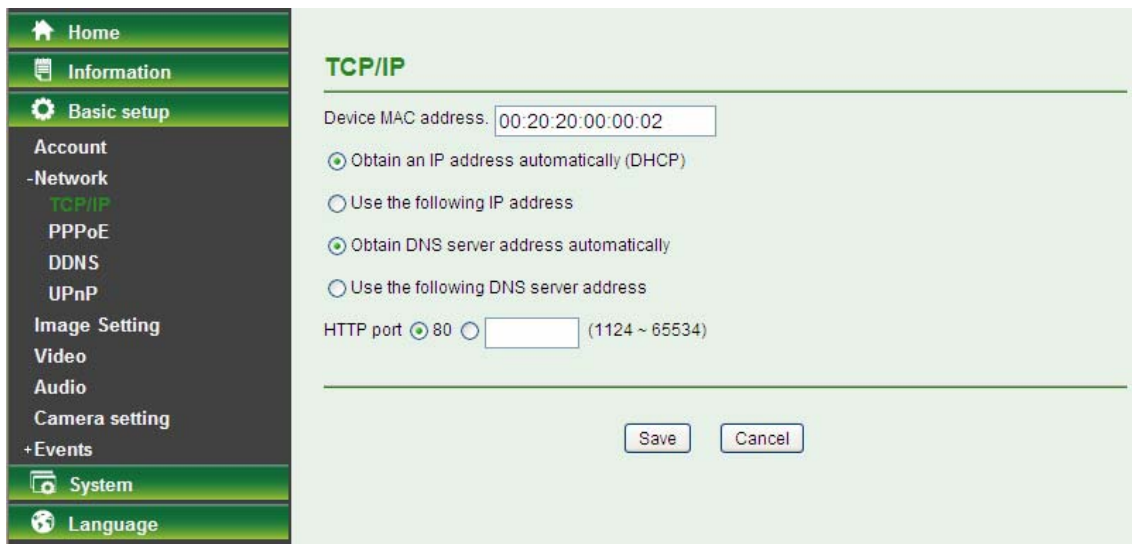 Home
Information
Basic setup
Account
-Network
TCP/IP
PPPoE
DDNS
UPnP
Image Setting
Video
Audio
Camera setting
+Events
System
Language
TCP/IP
Device MAC address. 00:20:20:00:00:02
Obtain an IP address automatically (DHCP)
Use the following IP address
Obtain DNS server address automatically
Use the following DNS server address
HTTP port 80 (1124 ~ 65534)
Save Cancel